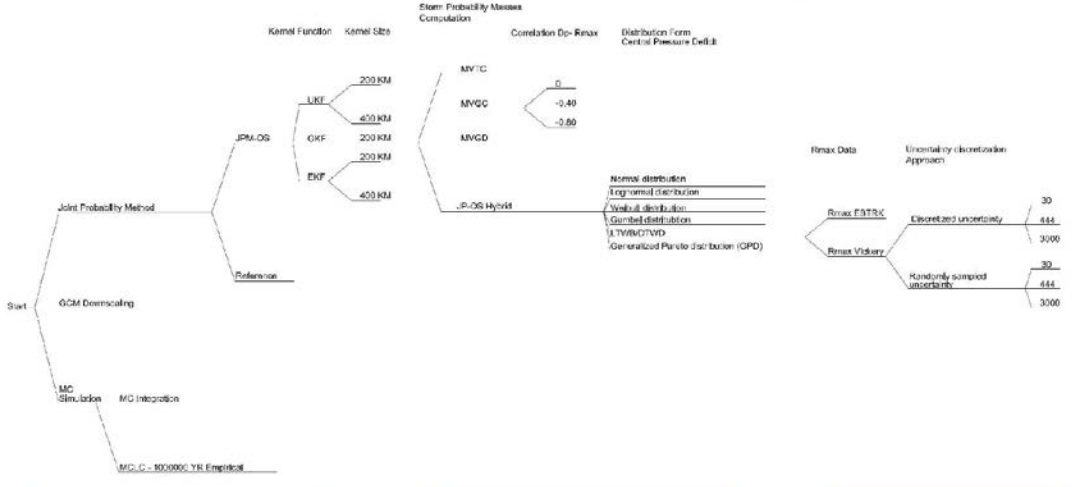 Storm Probability Masses
Computation
Kernel Function
Kernel Size
Correlation Dp- Rmax
Distribution Form
Central Pressure Deficit
200 KM
MVTC
UKF
0
MVGC
-0.40
400 KM
-0.80
JPM-OS
GKF
200 KM
MVGD
200 KM
Rmax Data
Uncertainty discretization
Approach
EKF
Normal distribution
400 KM
Lognormal distribution
Joint Probability Method
JP-OS Hybrid
Weibull distribution
Gumbel distribution
LTWB/DTWD
Generalized Pareto distribution (GPD)
Rmax EBTRK
Discretized uncertainty
30
444
3000
Rmax Vickery
Reference
Randomly sampled
uncertainty
30
444
3000
Start
GCM Downscaling
MC
Simulation
MC Integration
MCLC - 1000000 YR Empirical